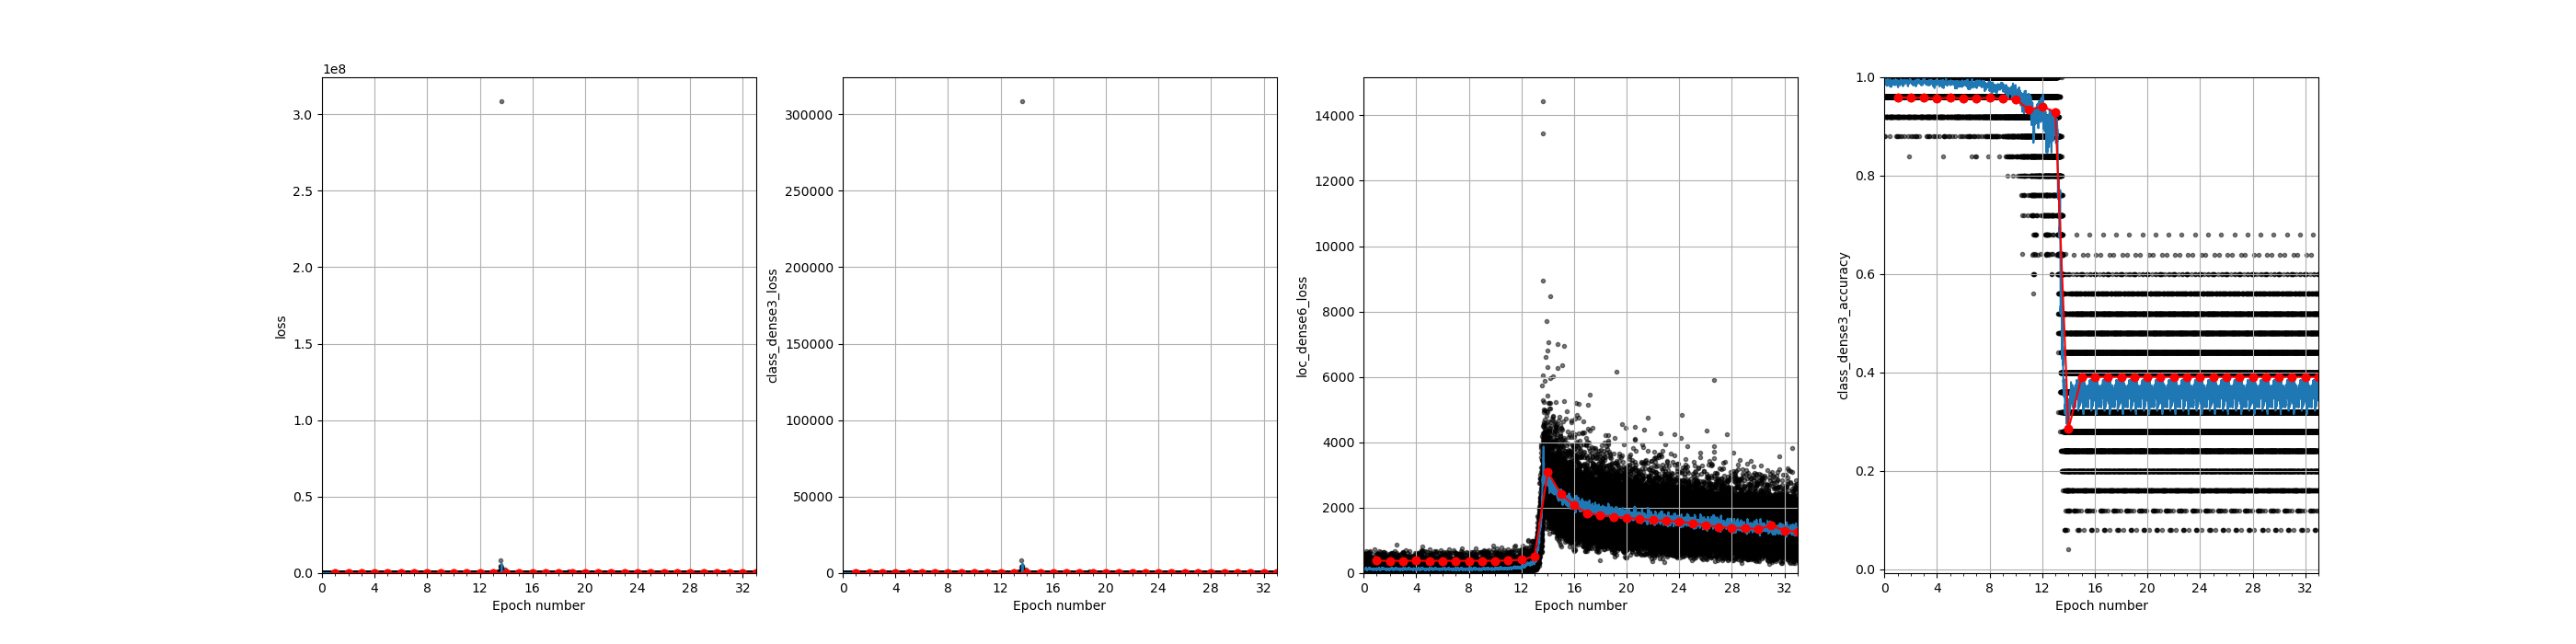 1e8
3.0
2.5
2.0
1.5
1.0
0.5
0.0
loss
0 4 8 12 16 20 24 28 32
Epoch number
300000
250000
200000
150000
100000
50000
0
class_dense3_loss
0 4 8 12 16 20 24 28 32
Epoch number
14000
12000
10000
8000
6000
4000
2000
0
loc_dense6_loss
0 4 8 12 16 20 24 28 32
Epoch number
1.0
0.8
0.6
0.4
0.2
0.0
class_dense3_accuracy
0 4 8 12 16 20 24 28 32
Epoch number